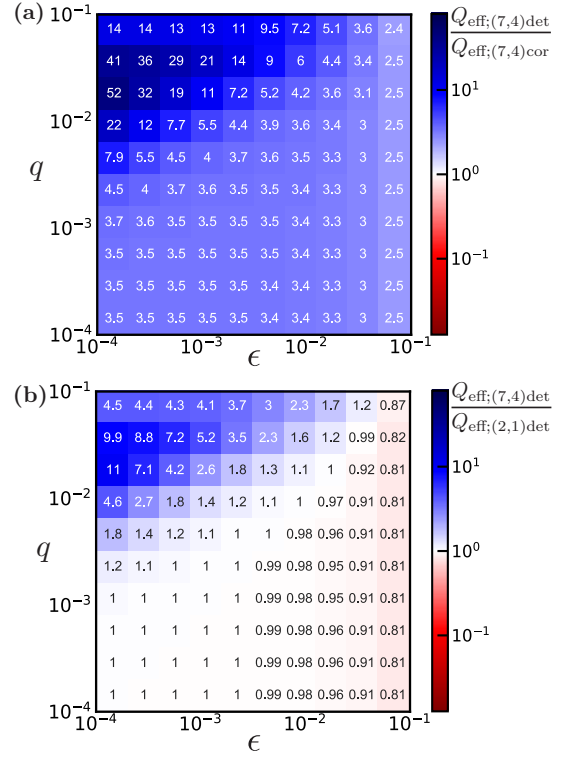 (a)
10⁻¹
10⁻²
10⁻³
10⁻⁴
q
14 14 13 13 11 9.5 7.2 5.1 3.6 2.4
41 36 29 21 14 9 6 4.4 3.4 2.5
52 32 19 11 7.2 5.2 4.2 3.6 3.1 2.5
22 12 7.7 5.5 4.4 3.9 3.6 3.4 3 2.5
7.9 5.5 4.5 4 3.7 3.6 3.5 3.3 3 2.5
4.5 4 3.7 3.6 3.5 3.5 3.4 3.3 3 2.5
3.7 3.6 3.5 3.5 3.5 3.4 3.4 3.3 3 2.5
3.5 3.5 3.5 3.5 3.5 3.4 3.4 3.3 3 2.5
3.5 3.5 3.5 3.5 3.5 3.4 3.4 3.3 3 2.5
3.5 3.5 3.5 3.5 3.5 3.4 3.4 3.3 3 2.5
10⁻⁴ 10⁻³ 10⁻² 10⁻¹
ϵ
Q_eff;(7,4)det
Q_eff;(7,4)cor
10¹
10⁰
10⁻¹
(b)
10⁻¹
10⁻²
10⁻³
10⁻⁴
q
4.5 4.4 4.3 4.1 3.7 3 2.3 1.7 1.2 0.87
9.9 8.8 7.2 5.2 3.5 2.3 1.6 1.2 0.99 0.82
11 7.1 4.2 2.6 1.8 1.3 1.1 1 0.92 0.81
4.6 2.7 1.8 1.4 1.2 1.1 1 0.97 0.91 0.81
1.8 1.4 1.2 1.1 1 1 0.98 0.96 0.91 0.81
1.2 1.1 1 1 1 0.99 0.98 0.95 0.91 0.81
1 1 1 1 1 0.99 0.98 0.96 0.91 0.81
1 1 1 1 1 0.99 0.98 0.96 0.91 0.81
1 1 1 1 1 0.99 0.98 0.96 0.91 0.81
1 1 1 1 1 0.99 0.98 0.96 0.91 0.81
10⁻⁴ 10⁻³ 10⁻² 10⁻¹
ϵ
Q_eff;(7,4)det
Q_eff;(2,1)det
10¹
10⁰
10⁻¹